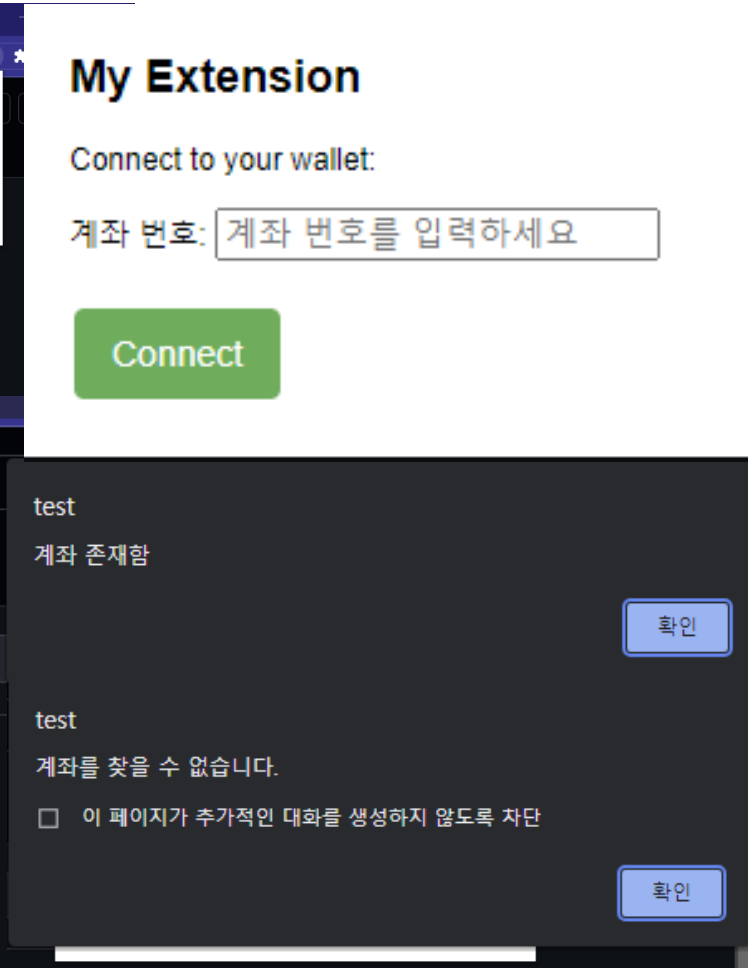 My Extension
Connect to your wallet:
계좌 번호: 계좌 번호를 입력하세요
Connect
test
계좌 존재함
확인
test
계좌를 찾을 수 없습니다.
이 페이지가 추가적인 대화를 생성하지 않도록 차단
확인